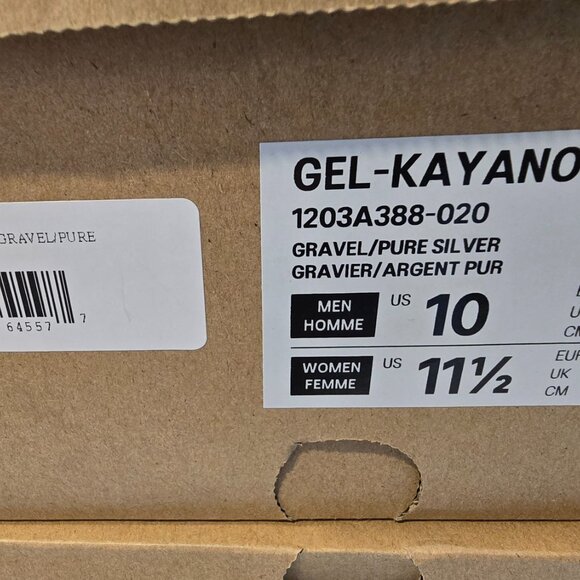 GRAVEL/PURE
64557 7
GEL-KAYANO
1203A388-020
GRAVEL/PURE SILVER
GRAVIER/ARGENT PUR
MEN US 10
HOMME
WOMEN US 11½ EUR
FEMME UK
CM